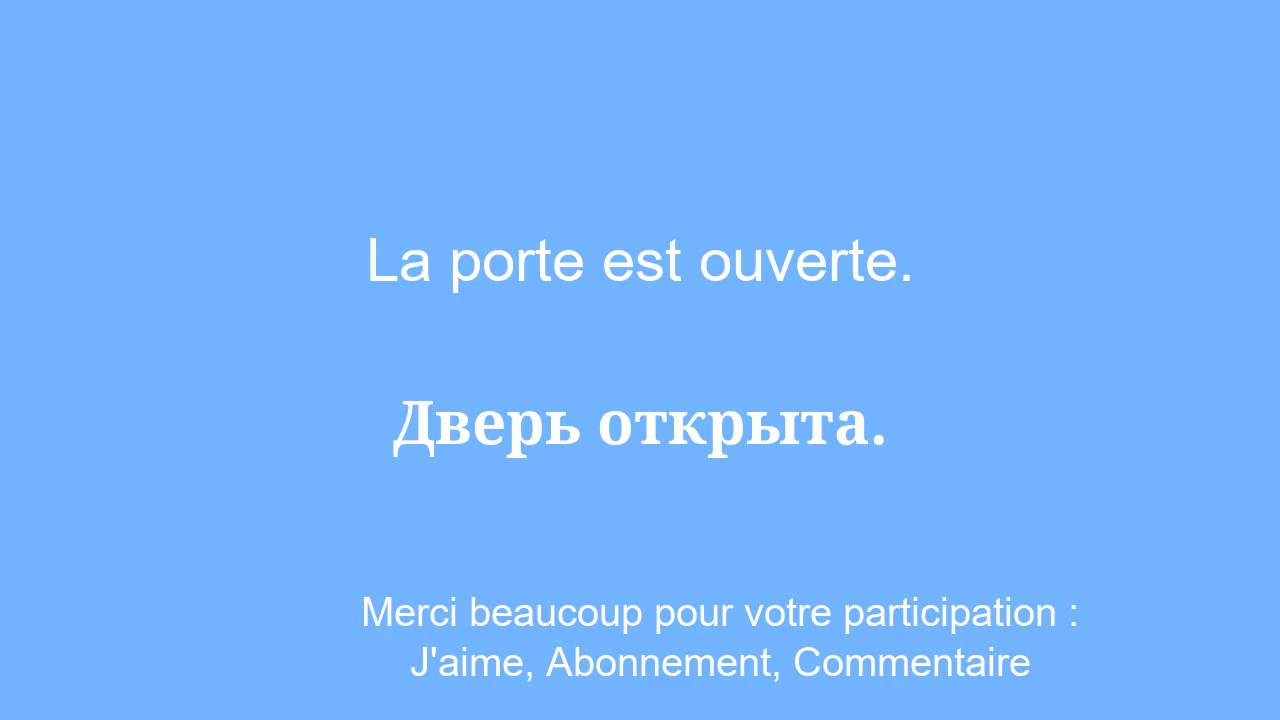 La porte est ouverte.
Дверь открыта.
Merci beaucoup pour votre participation :
J'aime, Abonnement, Commentaire